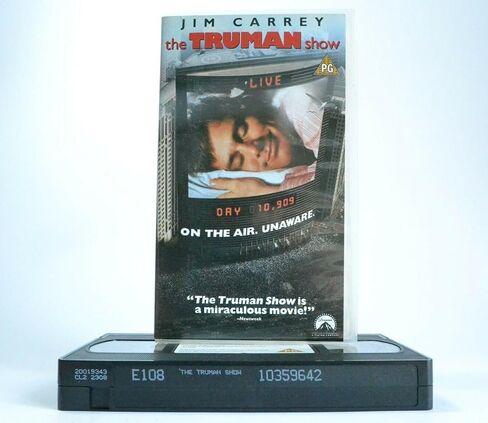 JIM CARREY
the TRUMAN show
PG
LIVE
DAY 10,909
ON THE AIR. UNAWARE.
“The Truman Show is
a miraculous movie!”
–Newsweek
Paramount
20019343
CL2 2308
E108
'THE TRUMAN SHOW
10359642